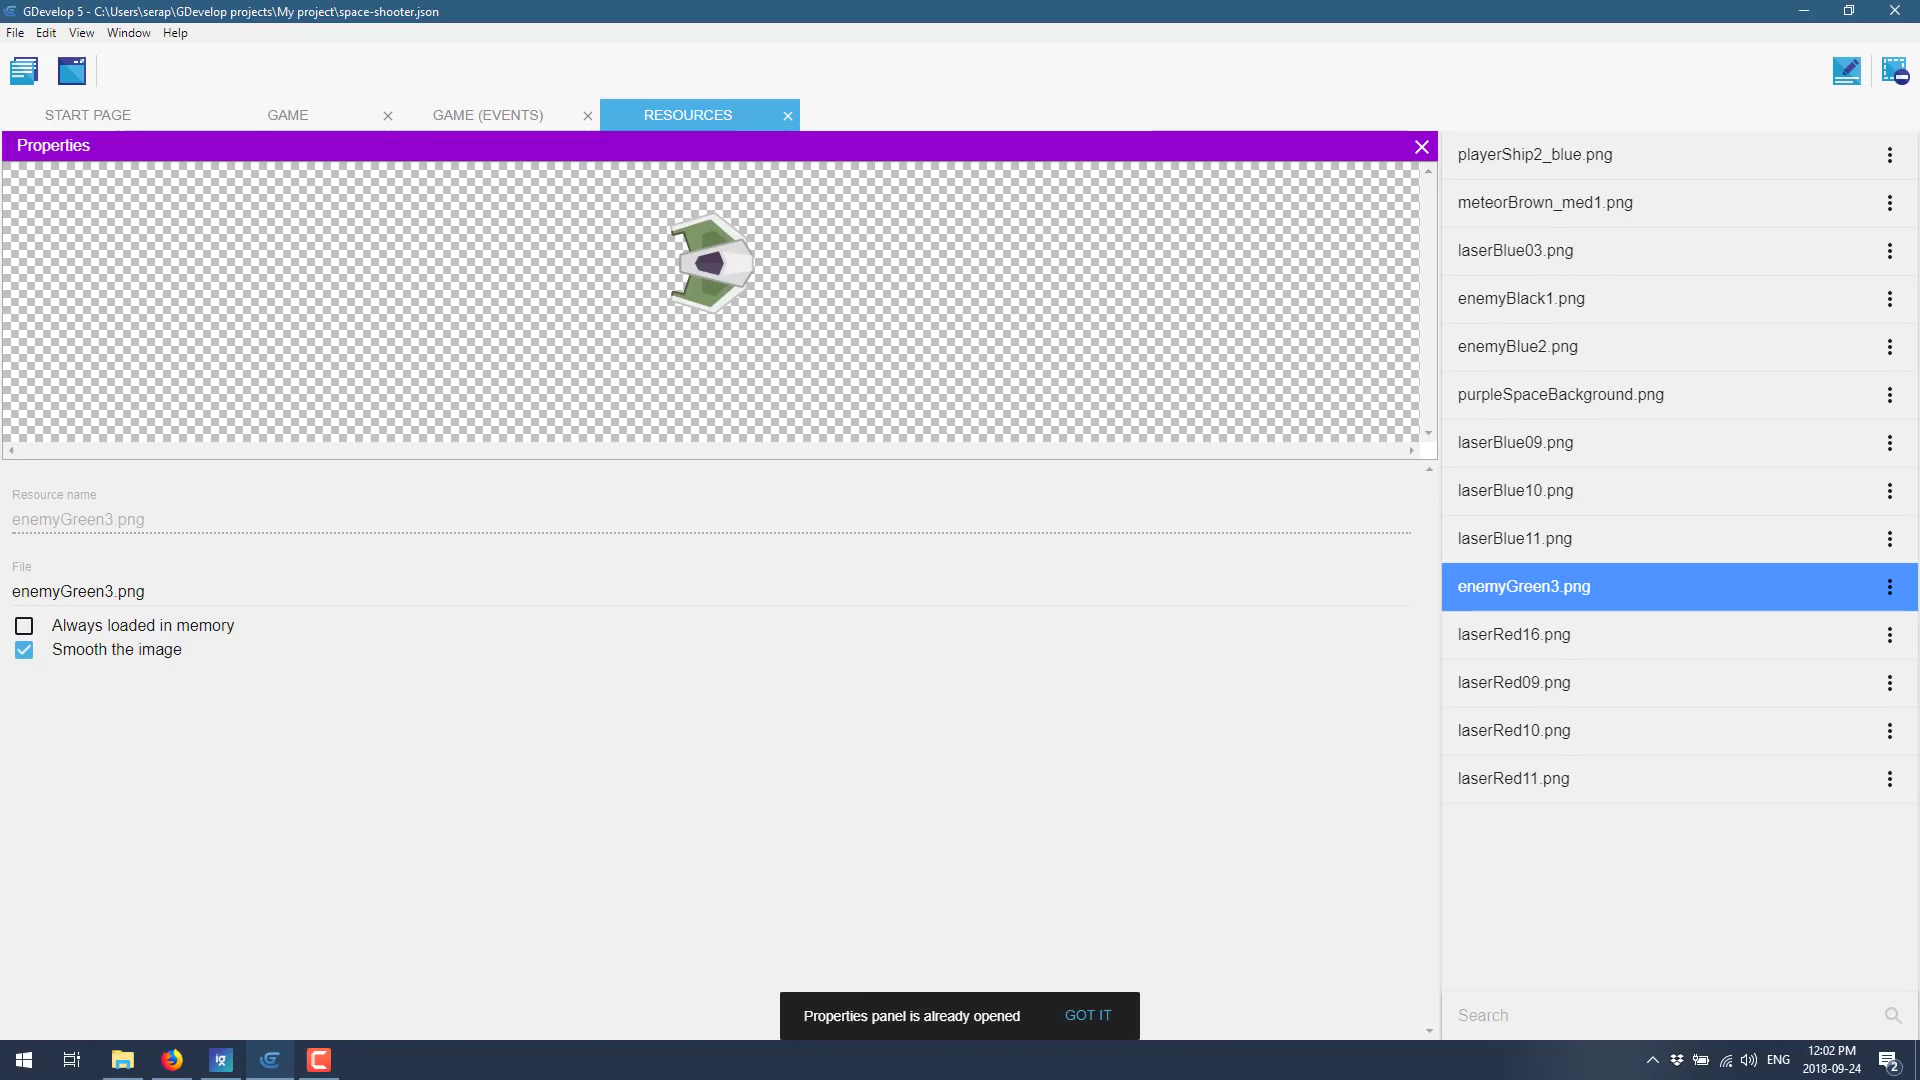 GDevelop 5 - C:\Users\serap\GDevelop projects\My project\space-shooter.json
File Edit View Window Help
START PAGE GAME GAME (EVENTS) RESOURCES
Properties
playerShip2_blue.png
meteorBrown_med1.png
laserBlue03.png
enemyBlack1.png
enemyBlue2.png
purpleSpaceBackground.png
laserBlue09.png
laserBlue10.png
laserBlue11.png
enemyGreen3.png
laserRed16.png
laserRed09.png
laserRed10.png
laserRed11.png
Resource name
enemyGreen3.png
File
enemyGreen3.png
Always loaded in memory
Smooth the image
Properties panel is already opened GOT IT
Search
ENG
12:02 PM
2018-09-24
2